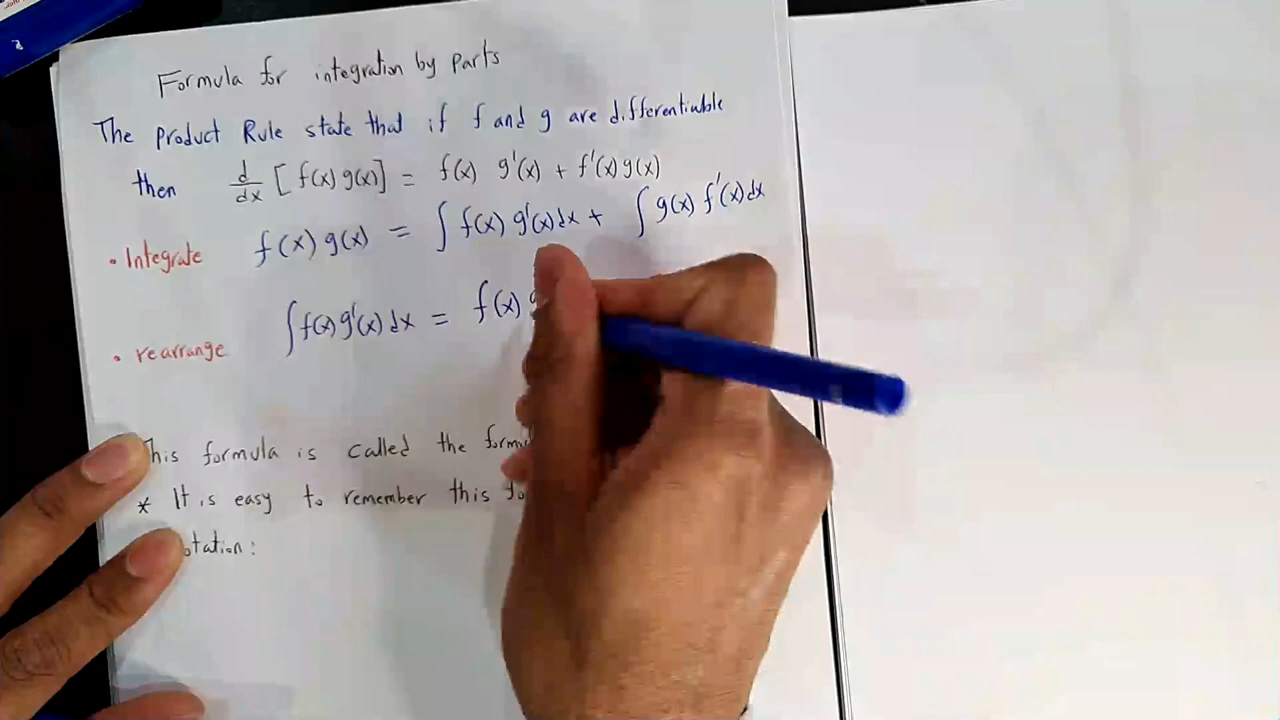 Formula for integration by parts
The Product Rule state that if f and g are differentiable
then d/dx [ f(x) g(x) ] = f(x) g'(x) + f'(x) g(x)
• Integrate f(x) g(x) = ∫ f(x) g'(x) dx + ∫ g(x) f'(x) dx
• rearrange ∫ f(x) g'(x) dx = f(x)
This formula is called the
* It is easy to remember this